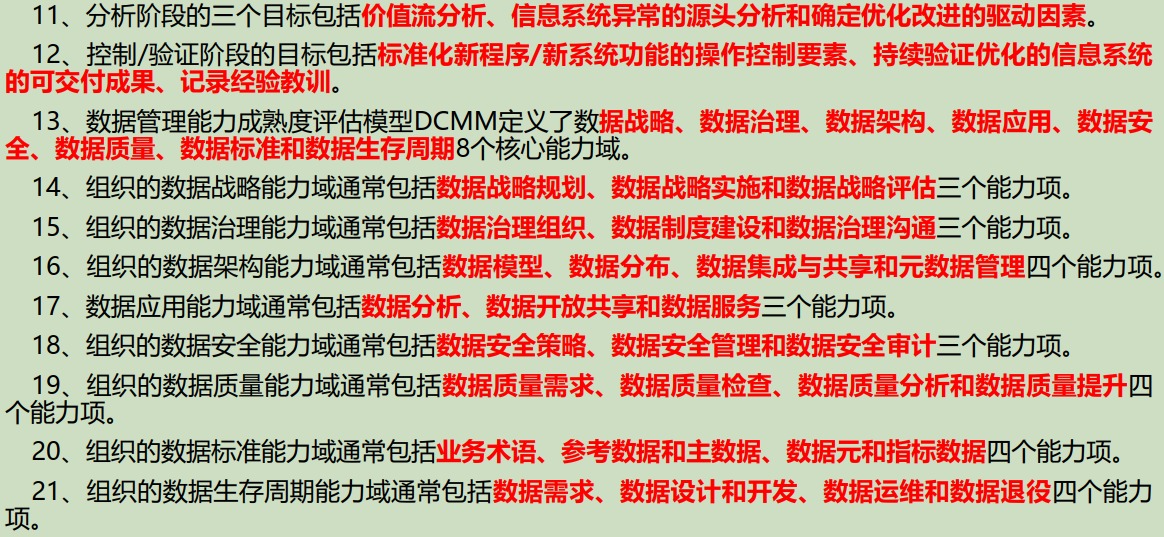 11、分析阶段的三个目标包括价值流分析、信息系统异常的源头分析和确定优化改进的驱动因素。
12、控制/验证阶段的目标包括标准化新程序/新系统功能的操作控制要素、持续验证优化的信息系统
的可交付成果、记录经验教训。
13、数据管理能力成熟度评估模型DCMM定义了数据战略、数据治理、数据架构、数据应用、数据安
全、数据质量、数据标准和数据生存周期8个核心能力域。
14、组织的数据战略能力域通常包括数据战略规划、数据战略实施和数据战略评估三个能力项。
15、组织的数据治理能力域通常包括数据治理组织、数据制度建设和数据治理沟通三个能力项。
16、组织的数据架构能力域通常包括数据模型、数据分布、数据集成与共享和元数据管理四个能力项。
17、数据应用能力域通常包括数据分析、数据开放共享和数据服务三个能力项。
18、组织的数据安全能力域通常包括数据安全策略、数据安全管理和数据安全审计三个能力项。
19、组织的数据质量能力域通常包括数据质量需求、数据质量检查、数据质量分析和数据质量提升四
个能力项。
20、组织的数据标准能力域通常包括业务术语、参考数据和主数据、数据元和指标数据四个能力项。
21、组织的数据生存周期能力域通常包括数据需求、数据设计和开发、数据运维和数据退役四个能力
项。